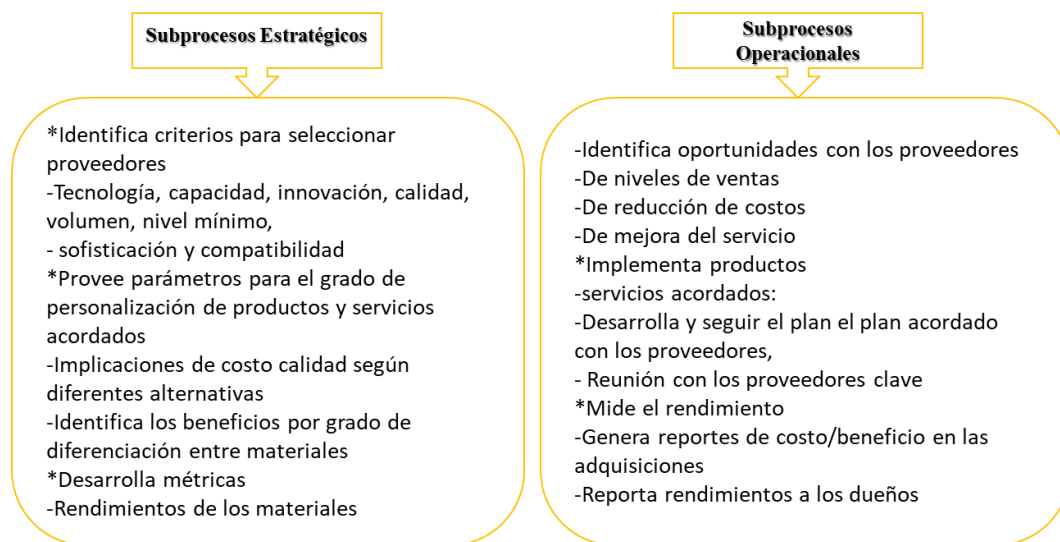 Subprocesos Estratégicos
*Identifica criterios para seleccionar
proveedores
-Tecnología, capacidad, innovación, calidad,
volumen, nivel mínimo,
- sofisticación y compatibilidad
*Provee parámetros para el grado de
personalización de productos y servicios
acordados
-Implicaciones de costo calidad según
diferentes alternativas
-Identifica los beneficios por grado de
diferenciación entre materiales
*Desarrolla métricas
-Rendimientos de los materiales
Subprocesos
Operacionales
-Identifica oportunidades con los proveedores
-De niveles de ventas
-De reducción de costos
-De mejora del servicio
*Implementa productos
-servicios acordados:
-Desarrolla y seguir el plan el plan acordado
con los proveedores,
- Reunión con los proveedores clave
*Mide el rendimiento
-Genera reportes de costo/beneficio en las
adquisiciones
-Reporta rendimientos a los dueños